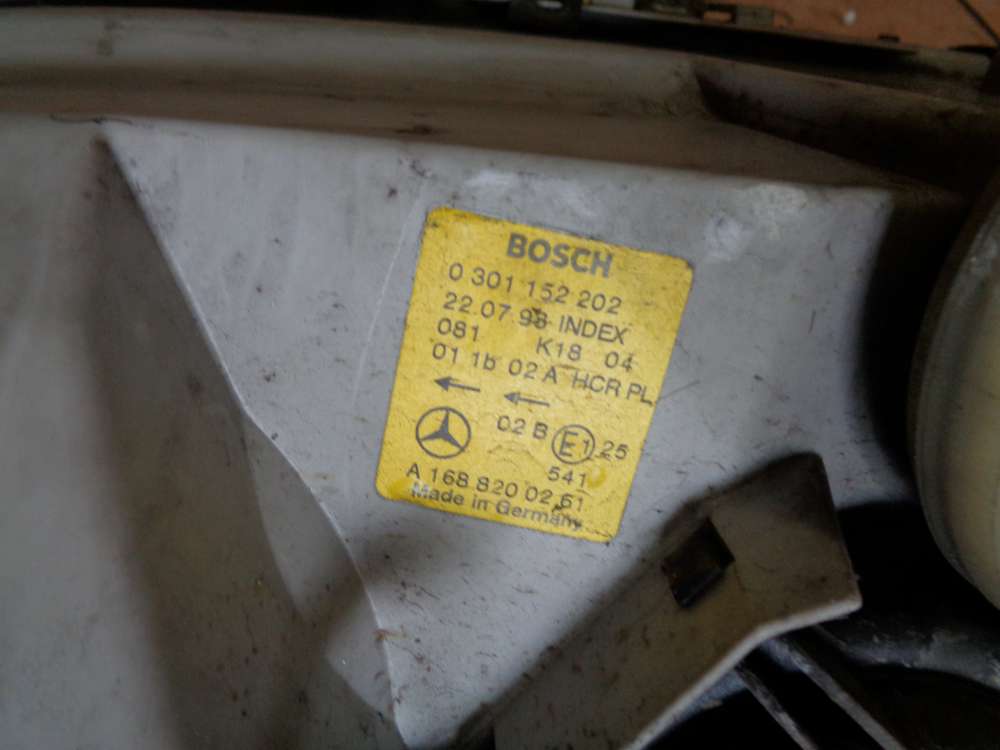 BOSCH
0 301 152 202
22.07.98 INDEX
081 K18 04
01 1b 02 A HCR PL
02 B E1 25
541
A 168 820 02 61
Made in Germany